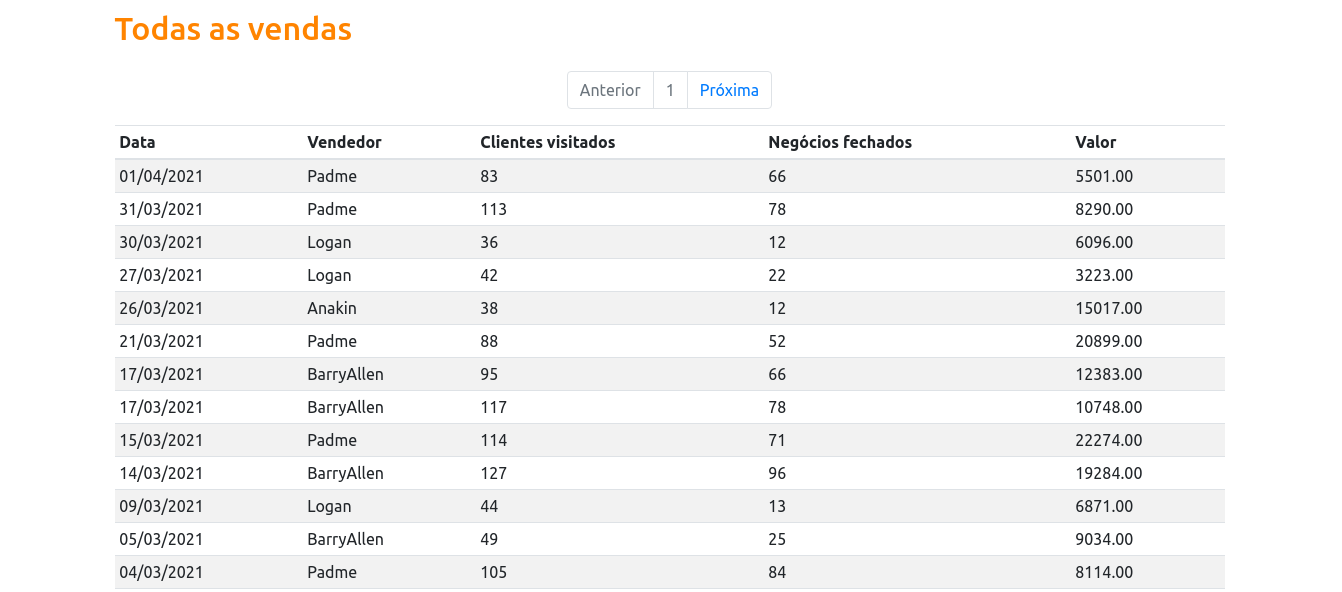 Todas as vendas
Anterior 1 Próxima
Data Vendedor Clientes visitados Negócios fechados Valor
01/04/2021 Padme 83 66 5501.00
31/03/2021 Padme 113 78 8290.00
30/03/2021 Logan 36 12 6096.00
27/03/2021 Logan 42 22 3223.00
26/03/2021 Anakin 38 12 15017.00
21/03/2021 Padme 88 52 20899.00
17/03/2021 BarryAllen 95 66 12383.00
17/03/2021 BarryAllen 117 78 10748.00
15/03/2021 Padme 114 71 22274.00
14/03/2021 BarryAllen 127 96 19284.00
09/03/2021 Logan 44 13 6871.00
05/03/2021 BarryAllen 49 25 9034.00
04/03/2021 Padme 105 84 8114.00